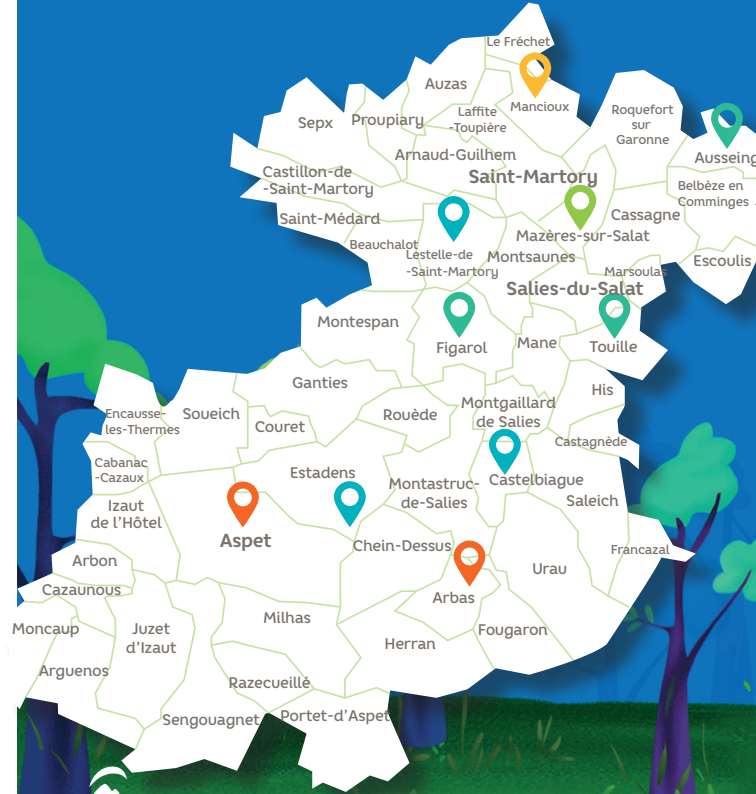 Le Fréchet
Auzas
Mancioux
Laffite
-Toupière
Roquefort
sur
Garonne
Sepx
Proupiary
Arnaud-Guilhem
Ausseing
Castillon-de
-Saint-Martory
Saint-Martory
Belbèze en
Comminges
Saint-Médard
Cassagne
Beauchalot
Mazères-sur-Salat
Lestelle-de
-Saint-Martory
Montsaunes
Escoulis
Marsoulas
Salies-du-Salat
Montespan
Figarol
Mane
Touille
Ganties
His
Encausse-
les-Thermes
Soueich
Couret
Rouède
Montgaillard
de Salies
Castagnède
Cabanac
-Cazaux
Estadens
Montastruc-
de-Salies
Castelbiague
Saleich
Izaut
de l'Hôtel
Aspet
Chein-Dessus
Francazal
Arbon
Urau
Cazaunous
Arbas
Milhas
Moncaup
Juzet
d'Izaut
Fougaron
Herran
Arguenos
Razecueillé
Sengouagnet
Portet-d'Aspet